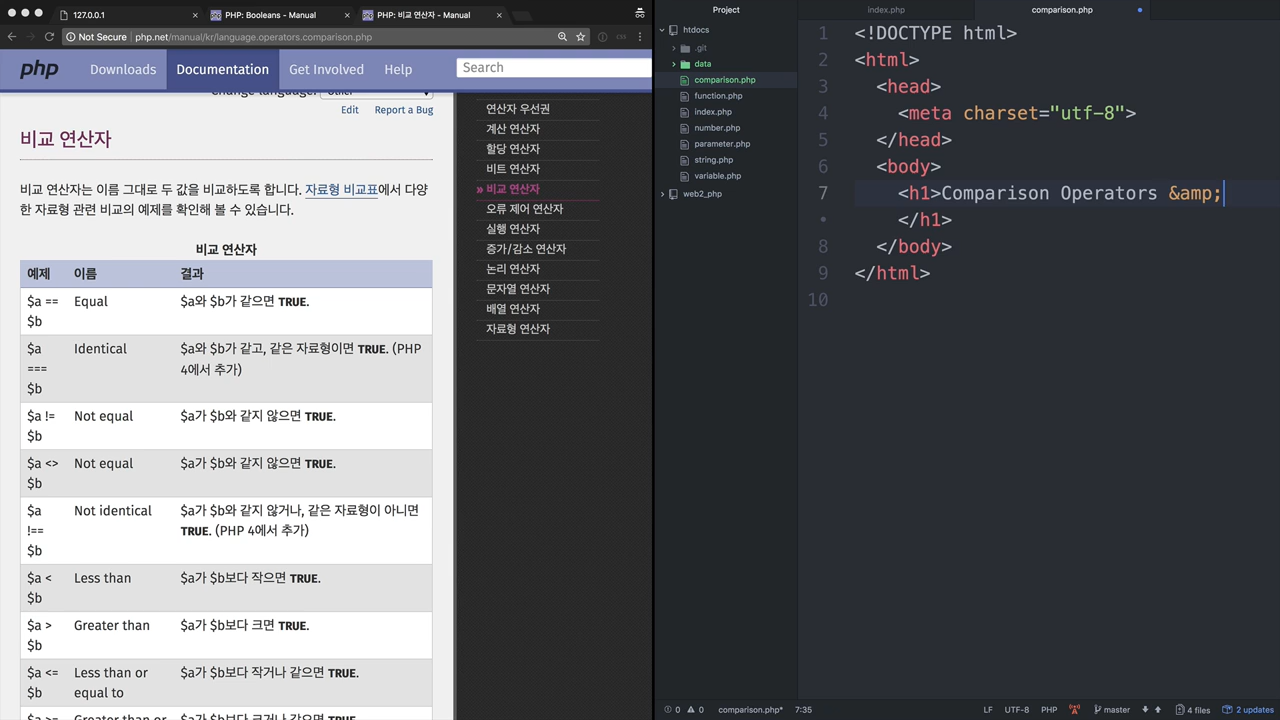 127.0.0.1
PHP: Booleans - Manual
PHP: 비교 연산자 - Manual
Not Secure | php.net/manual/kr/language.operators.comparison.php
php
Downloads
Documentation
Get Involved
Help
Search
Change language:
Other
Edit
Report a Bug
비교 연산자
비교 연산자는 이름 그대로 두 값을 비교하도록 합니다. 자료형 비교표에서 다양
한 자료형 관련 비교의 예제를 확인해 볼 수 있습니다.
비교 연산자
예제 이름 결과
$a == $b Equal $a와 $b가 같으면 TRUE.
$a === $b Identical $a와 $b가 같고, 같은 자료형이면 TRUE. (PHP
4에서 추가)
$a != $b Not equal $a가 $b와 같지 않으면 TRUE.
$a <> $b Not equal $a가 $b와 같지 않으면 TRUE.
$a !== $b Not identical $a가 $b와 같지 않거나, 같은 자료형이 아니면
TRUE. (PHP 4에서 추가)
$a < $b Less than $a가 $b보다 작으면 TRUE.
$a > $b Greater than $a가 $b보다 크면 TRUE.
$a <= $b Less than or equal to $a가 $b보다 작거나 같으면 TRUE.
$a >= Greater than or $a가 $b보다 크거나 같으면 TRUE.
연산자 우선권
계산 연산자
할당 연산자
비트 연산자
» 비교 연산자
오류 제어 연산자
실행 연산자
증가/감소 연산자
논리 연산자
문자열 연산자
배열 연산자
자료형 연산자
Project
htdocs
.git
data
comparison.php
function.php
index.php
number.php
parameter.php
string.php
variable.php
web2_php
index.php
comparison.php
1 <!DOCTYPE html>
2 <html>
3 <head>
4 <meta charset="utf-8">
5 </head>
6 <body>
7 <h1>Comparison Operators &amp;
• </h1>
8 </body>
9 </html>
10
0 0 comparison.php* 7:35
LF UTF-8 PHP master 4 files 2 updates